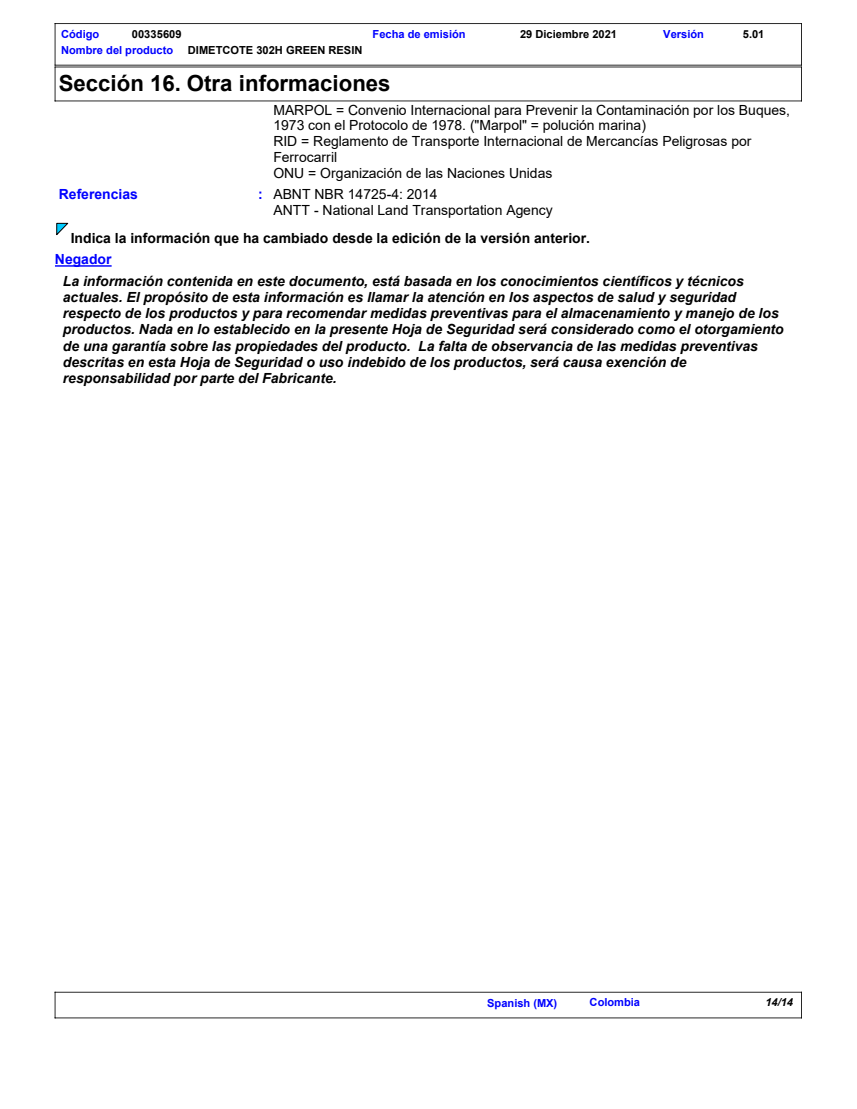 Código 00335609 Fecha de emisión 29 Diciembre 2021 Versión 5.01
Nombre del producto DIMETCOTE 302H GREEN RESIN
Sección 16. Otra informaciones
MARPOL = Convenio Internacional para Prevenir la Contaminación por los Buques,
1973 con el Protocolo de 1978. ("Marpol" = polución marina)
RID = Reglamento de Transporte Internacional de Mercancías Peligrosas por
Ferrocarril
ONU = Organización de las Naciones Unidas
Referencias : ABNT NBR 14725-4: 2014
ANTT - National Land Transportation Agency
Indica la información que ha cambiado desde la edición de la versión anterior.
Negador
La información contenida en este documento, está basada en los conocimientos científicos y técnicos
actuales. El propósito de esta información es llamar la atención en los aspectos de salud y seguridad
respecto de los productos y para recomendar medidas preventivas para el almacenamiento y manejo de los
productos. Nada en lo establecido en la presente Hoja de Seguridad será considerado como el otorgamiento
de una garantía sobre las propiedades del producto. La falta de observancia de las medidas preventivas
descritas en esta Hoja de Seguridad o uso indebido de los productos, será causa exención de
responsabilidad por parte del Fabricante.
Spanish (MX) Colombia 14/14